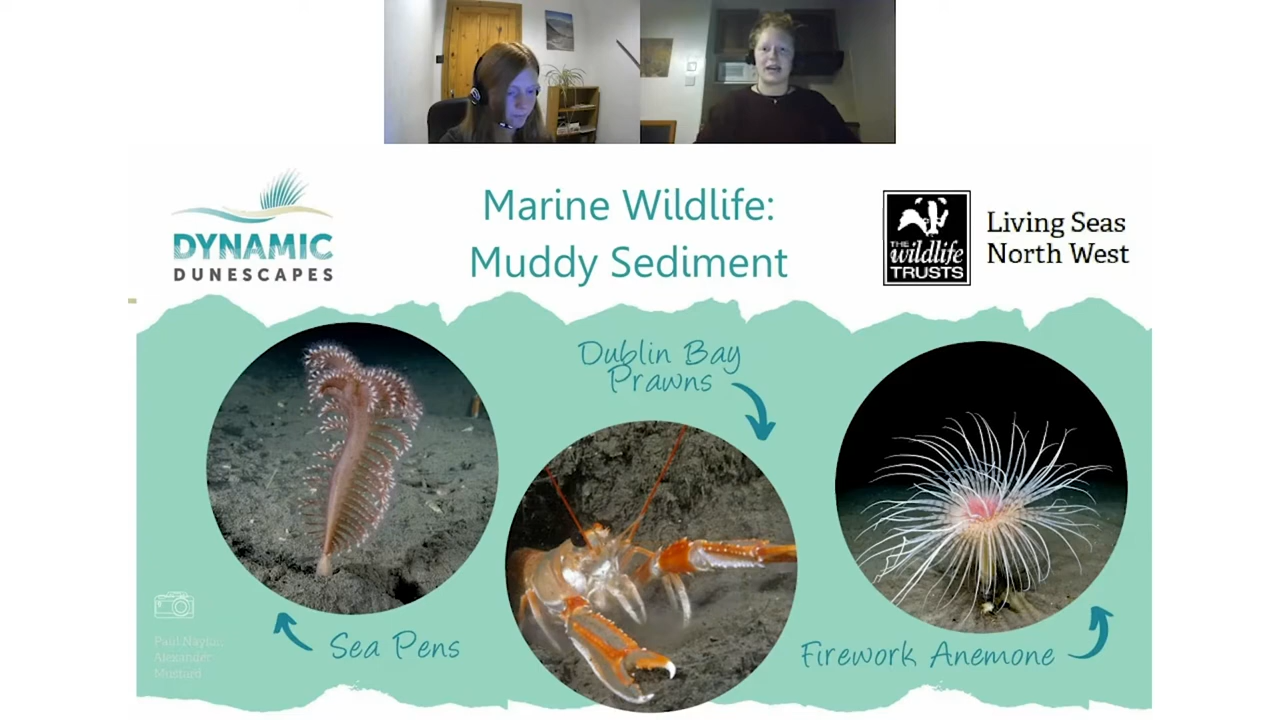 DYNAMIC
DUNESCAPES
Marine Wildlife:
Muddy Sediment
THE
wildlife
TRUSTS
Living Seas
North West
Dublin Bay
Prawns
Sea Pens
Firework Anemone
Paul Naylor,
Alexander
Mustard